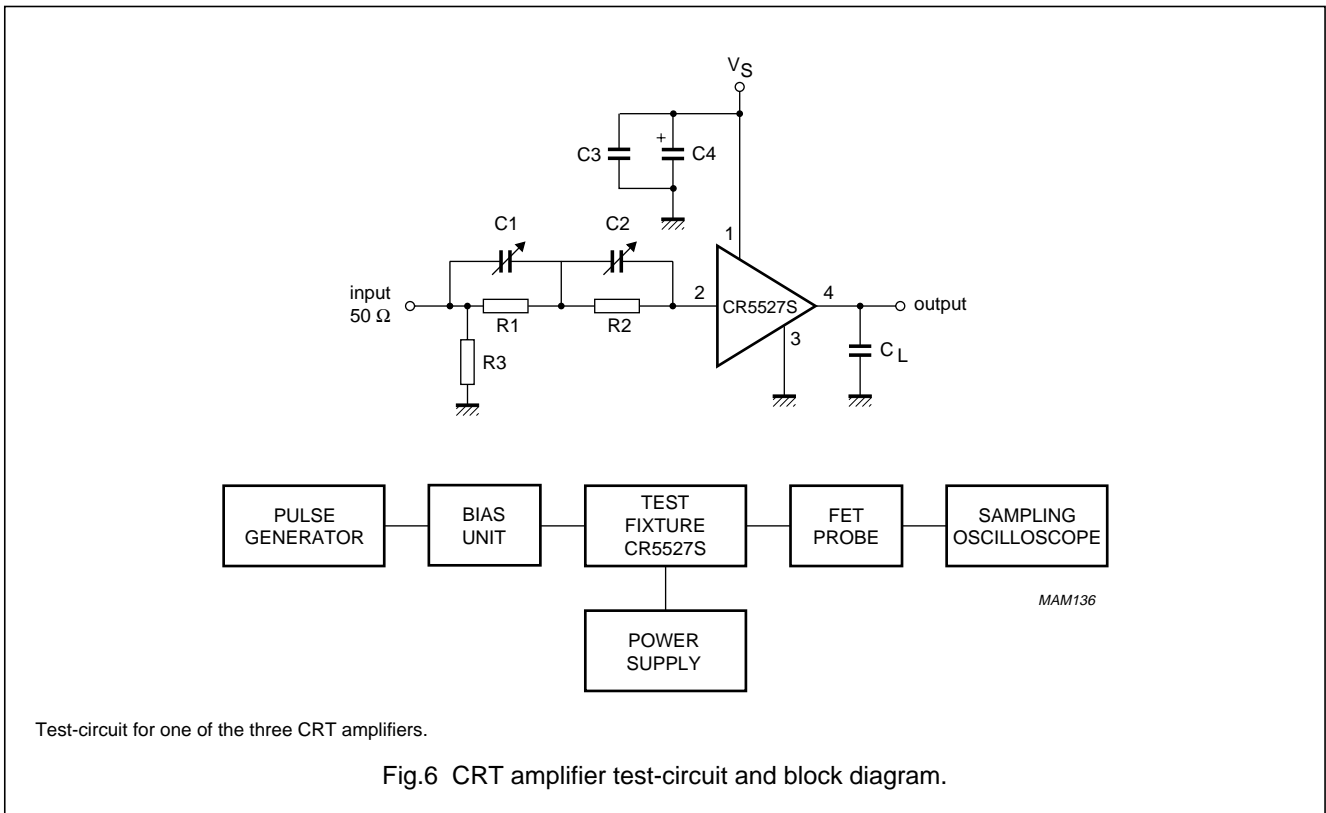 VS
C3
+
C4
C1
C2
1
input
50 Ω
R1
R2
2
CR5527S
4
output
3
R3
CL
PULSE
GENERATOR
BIAS
UNIT
TEST
FIXTURE
CR5527S
FET
PROBE
SAMPLING
OSCILLOSCOPE
MAM136
POWER
SUPPLY
Test-circuit for one of the three CRT amplifiers.
Fig.6 CRT amplifier test-circuit and block diagram.